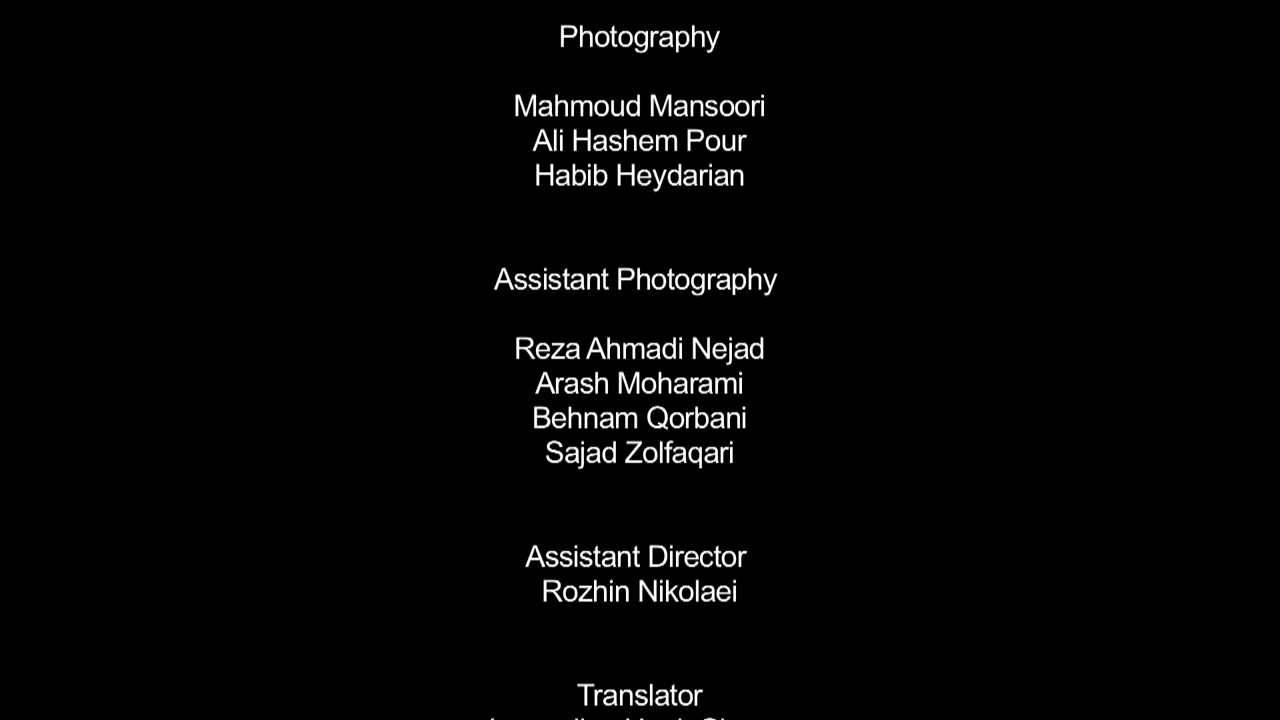 Photography
Mahmoud Mansoori
Ali Hashem Pour
Habib Heydarian
Assistant Photography
Reza Ahmadi Nejad
Arash Moharami
Behnam Qorbani
Sajad Zolfaqari
Assistant Director
Rozhin Nikolaei
Translator